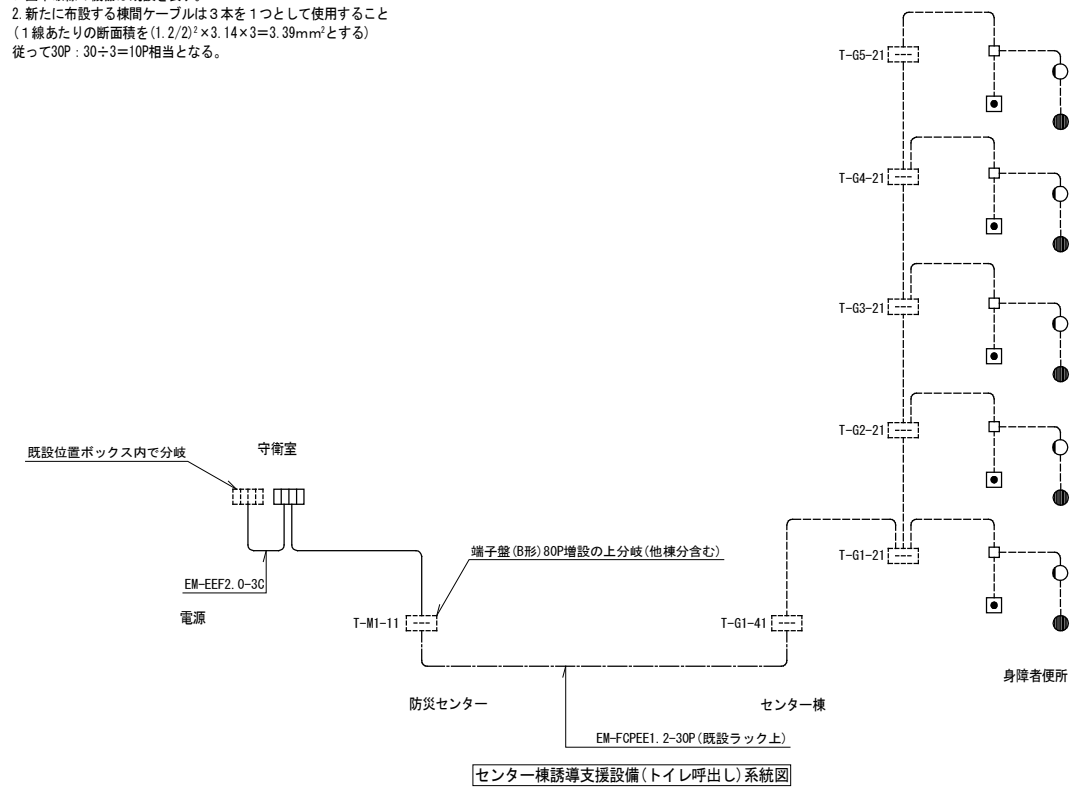 2.新たに布設する棟間ケーブルは3本を1つとして使用すること
(1線あたりの断面積を(1.2/2)²×3.14×3=3.39mm²とする)
従って30P:30÷3=10P相当となる。
T-G5-21
T-G4-21
T-G3-21
T-G2-21
既設位置ボックス内で分岐
守衛室
端子盤(B形)80P増設の上分岐(他棟分含む)
T-G1-21
EM-EEF2.0-3C
電源
T-M1-11
T-G1-41
身障者便所
防災センター
センター棟
EM-FCPEE1.2-30P(既設ラック上)
センター棟誘導支援設備(トイレ呼出し)系統図